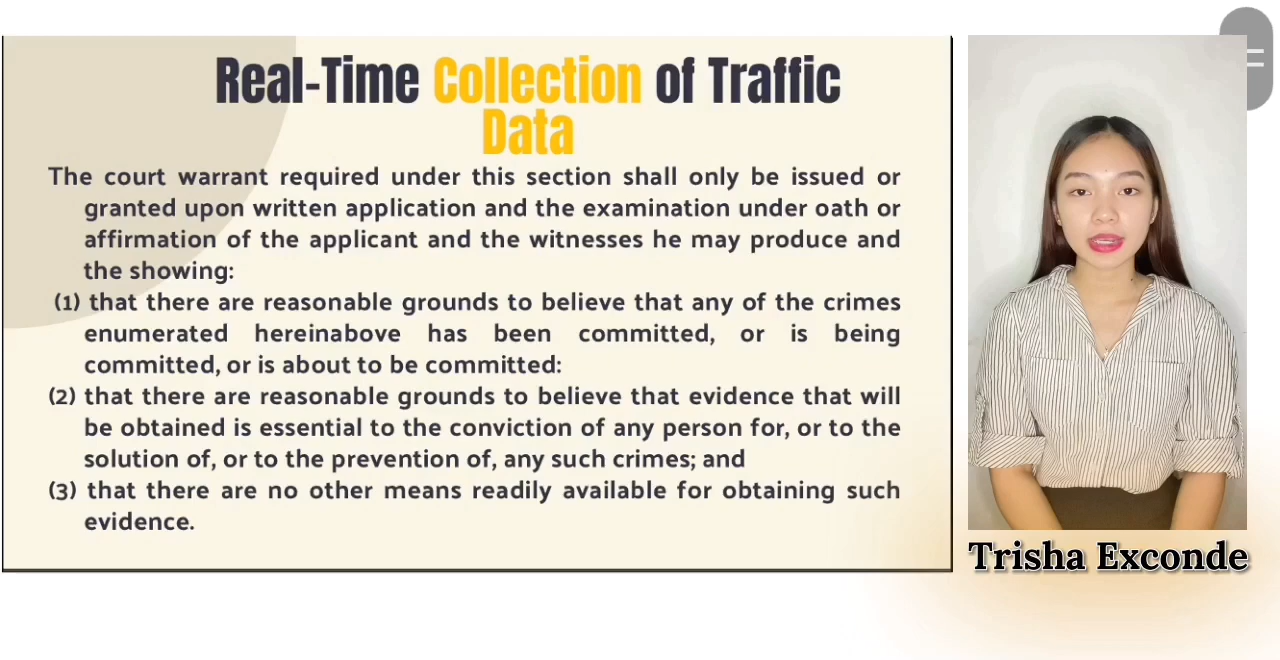 Real-Time Collection of Traffic
Data
The court warrant required under this section shall only be issued or
granted upon written application and the examination under oath or
affirmation of the applicant and the witnesses he may produce and
the showing:
(1) that there are reasonable grounds to believe that any of the crimes
enumerated hereinabove has been committed, or is being
committed, or is about to be committed:
(2) that there are reasonable grounds to believe that evidence that will
be obtained is essential to the conviction of any person for, or to the
solution of, or to the prevention of, any such crimes; and
(3) that there are no other means readily available for obtaining such
evidence.
Trisha Exconde